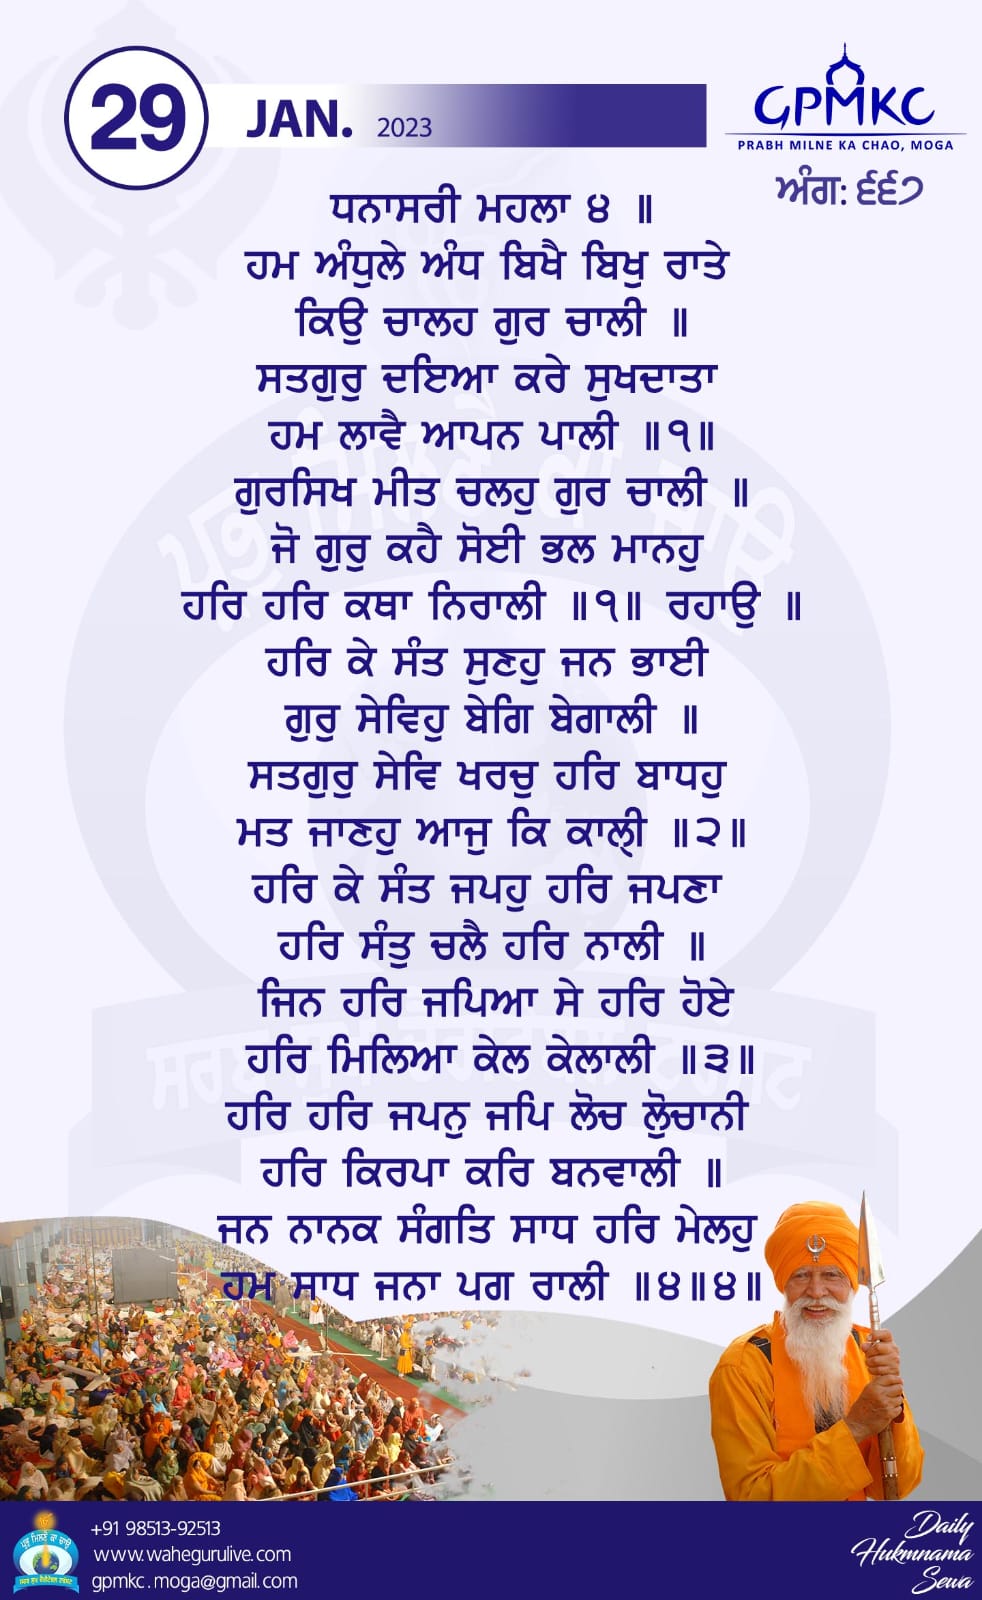 29
JAN. 2023
GPMKC
PRABH MILNE KA CHAO, MOGA
ਅੰਗ: ੬੬੭
ਧਨਾਸਰੀ ਮਹਲਾ ੪ ॥
ਹਮ ਅੰਧੁਲੇ ਅੰਧ ਬਿਖੈ ਬਿਖੁ ਰਾਤੇ
ਕਿਉ ਚਾਲਹ ਗੁਰ ਚਾਲੀ ॥
ਸਤਗੁਰੁ ਦਇਆ ਕਰੇ ਸੁਖਦਾਤਾ
ਹਮ ਲਾਵੈ ਆਪਨ ਪਾਲੀ ॥੧॥
ਗੁਰਸਿਖ ਮੀਤ ਚਲਹੁ ਗੁਰ ਚਾਲੀ ॥
ਜੋ ਗੁਰੁ ਕਹੈ ਸੋਈ ਭਲ ਮਾਨਹੁ
ਹਰਿ ਹਰਿ ਕਥਾ ਨਿਰਾਲੀ ॥੧॥ ਰਹਾਉ ॥
ਹਰਿ ਕੇ ਸੰਤ ਸੁਣਹੁ ਜਨ ਭਾਈ
ਗੁਰੁ ਸੇਵਿਹੁ ਬੇਗਿ ਬੇਗਾਲੀ ॥
ਸਤਗੁਰੁ ਸੇਵਿ ਖਰਚੁ ਹਰਿ ਬਾਧਹੁ
ਮਤ ਜਾਣਹੁ ਆਜੁ ਕਿ ਕਾਲੑੀ ॥੨॥
ਹਰਿ ਕੇ ਸੰਤ ਜਪਹੁ ਹਰਿ ਜਪਣਾ
ਹਰਿ ਸੰਤੁ ਚਲੈ ਹਰਿ ਨਾਲੀ ॥
ਜਿਨ ਹਰਿ ਜਪਿਆ ਸੇ ਹਰਿ ਹੋਏ
ਹਰਿ ਮਿਲਿਆ ਕੇਲ ਕੇਲਾਲੀ ॥੩॥
ਹਰਿ ਹਰਿ ਜਪਨੁ ਜਪਿ ਲੋਚ ਲੋੁਚਾਨੀ
ਹਰਿ ਕਿਰਪਾ ਕਰਿ ਬਨਵਾਲੀ ॥
ਜਨ ਨਾਨਕ ਸੰਗਤਿ ਸਾਧ ਹਰਿ ਮੇਲਹੁ
ਹਮ ਸਾਧ ਜਨਾ ਪਗ ਰਾਲੀ ॥੪॥੪॥
+91 98513-92513
www.wahegurulive.com
gpmkc.moga@gmail.com
Daily
Hukmnama
Sewa